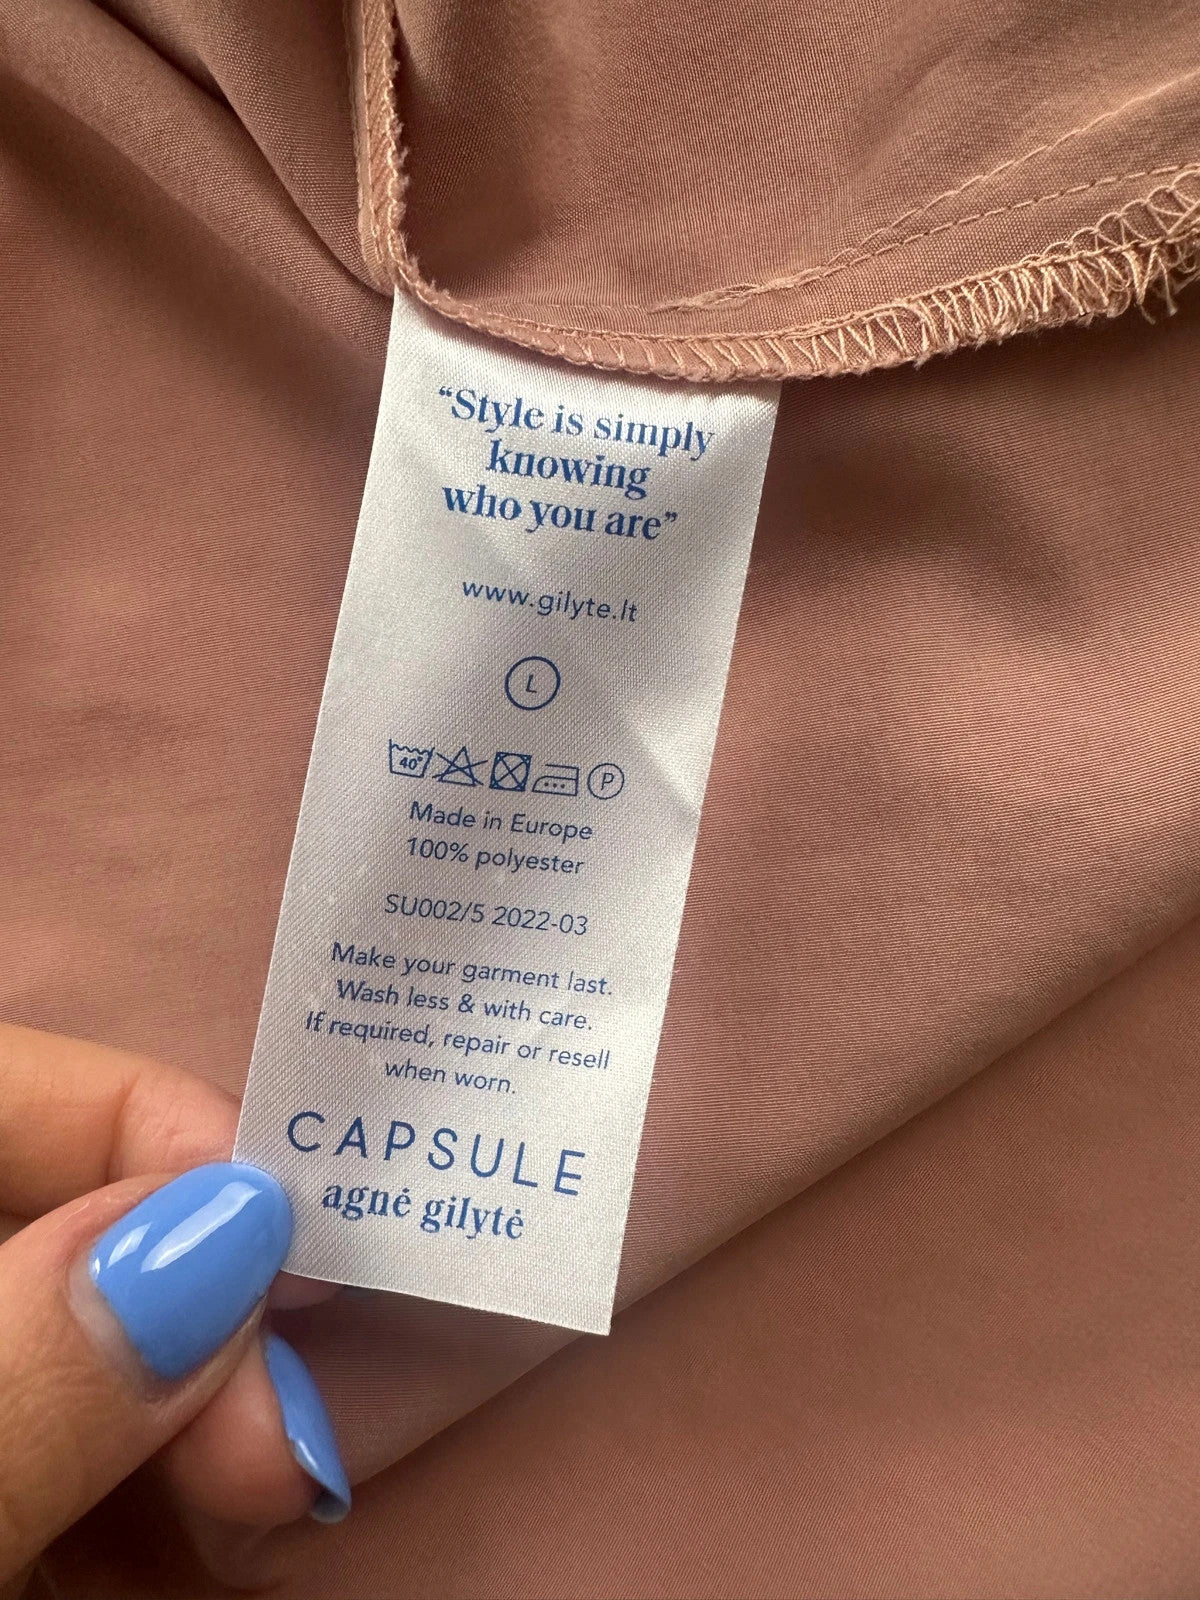 “Style is simply
knowing
who you are”
www.gilyte.lt
L
40° P
Made in Europe
100% polyester
SU002/5 2022-03
Make your garment last.
Wash less & with care.
If required, repair or resell
when worn.
CAPSULE
agnė gilytė